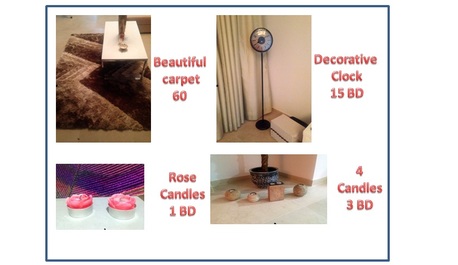 Beautiful
carpet
60
Decorative
Clock
15 BD
Rose
Candles
1 BD
4
Candles
3 BD